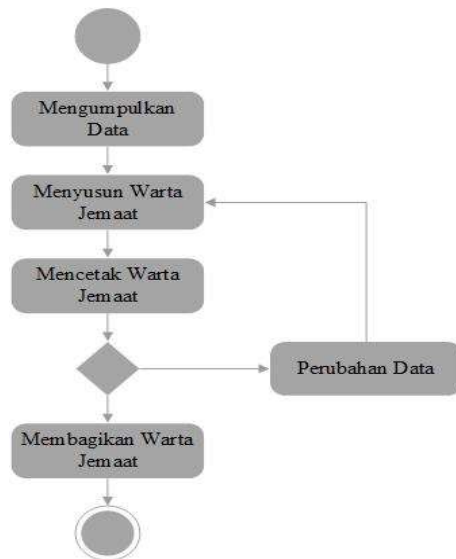 Mengumpulkan
Data
Menyusun Warta
Jemaat
Mencetak Warta
Jemaat
Perubahan Data
Membagikan Warta
Jemaat